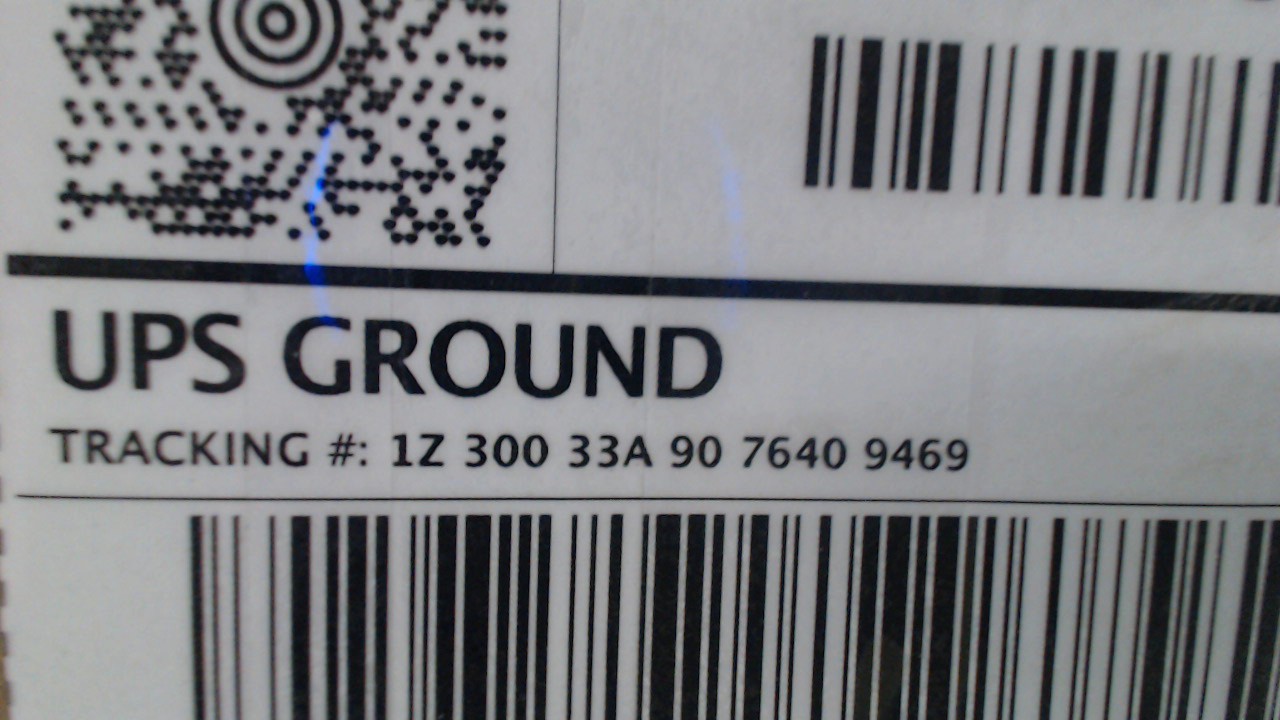 UPS GROUND
TRACKING #: 1Z 300 33A 90 7640 9469